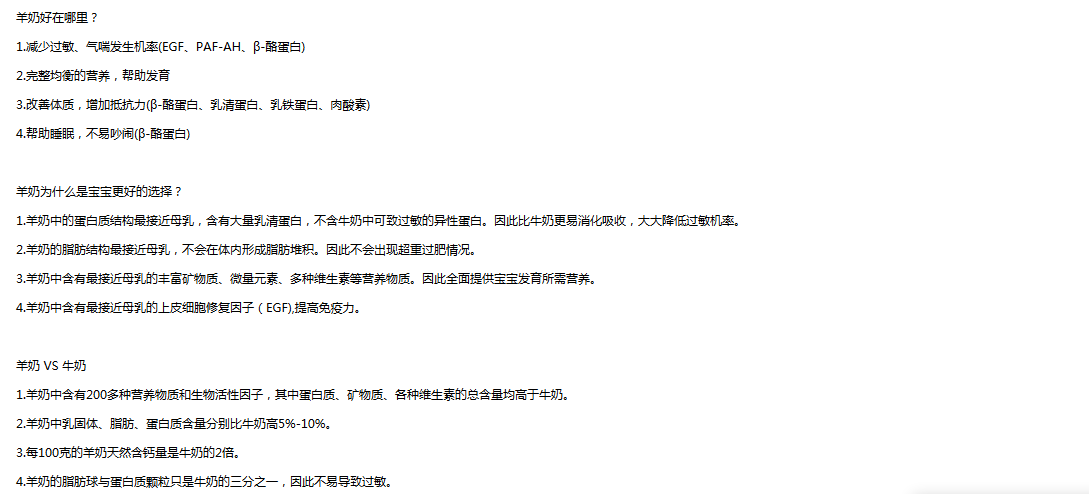 羊奶好在哪里？
1.减少过敏、气喘发生机率(EGF、PAF-AH、β-酪蛋白)
2.完整均衡的营养，帮助发育
3.改善体质，增加抵抗力(β-酪蛋白、乳清蛋白、乳铁蛋白、肉酸素)
4.帮助睡眠，不易吵闹(β-酪蛋白)
羊奶为什么是宝宝更好的选择？
1.羊奶中的蛋白质结构最接近母乳，含有大量乳清蛋白，不含牛奶中可致过敏的异性蛋白。因此比牛奶更易消化吸收，大大降低过敏机率。
2.羊奶的脂肪结构最接近母乳，不会在体内形成脂肪堆积。因此不会出现超重过肥情况。
3.羊奶中含有最接近母乳的丰富矿物质、微量元素、多种维生素等营养物质。因此全面提供宝宝发育所需营养。
4.羊奶中含有最接近母乳的上皮细胞修复因子（EGF),提高免疫力。
羊奶 VS 牛奶
1.羊奶中含有200多种营养物质和生物活性因子，其中蛋白质、矿物质、各种维生素的总含量均高于牛奶。
2.羊奶中乳固体、脂肪、蛋白质含量分别比牛奶高5%-10%。
3.每100克的羊奶天然含钙量是牛奶的2倍。
4.羊奶的脂肪球与蛋白质颗粒只是牛奶的三分之一，因此不易导致过敏。